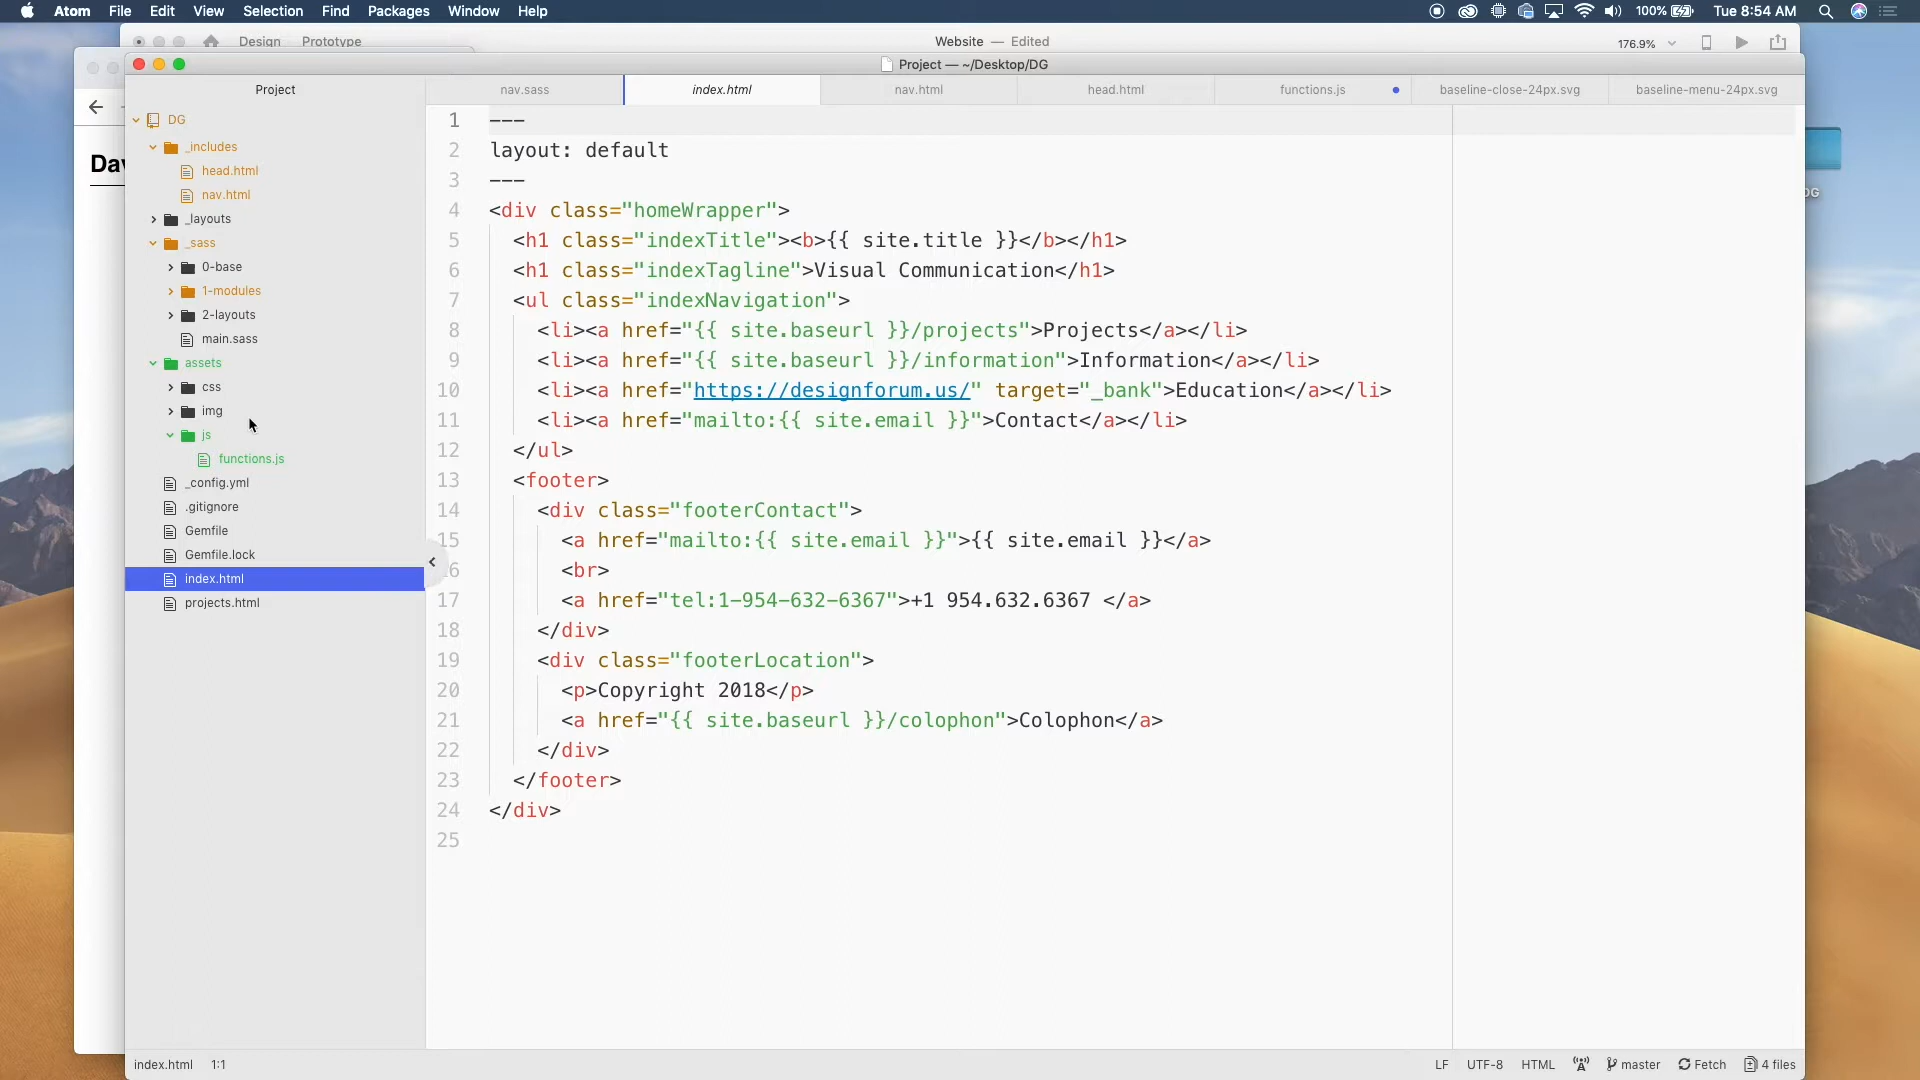 Atom File Edit View Selection Find Packages Window Help
100% Tue 8:54 AM
Design Prototype
Website — Edited
176.9%
Project — ~/Desktop/DG
Project
nav.sass
index.html
nav.html
head.html
functions.js
baseline-close-24px.svg
baseline-menu-24px.svg
DG
_includes
head.html
nav.html
_layouts
_sass
0-base
1-modules
2-layouts
main.sass
assets
css
img
js
functions.js
_config.yml
.gitignore
Gemfile
Gemfile.lock
index.html
projects.html
1 ---
2 layout: default
3 ---
4 <div class="homeWrapper">
5 <h1 class="indexTitle"><b>{{ site.title }}</b></h1>
6 <h1 class="indexTagline">Visual Communication</h1>
7 <ul class="indexNavigation">
8 <li><a href="{{ site.baseurl }}/projects">Projects</a></li>
9 <li><a href="{{ site.baseurl }}/information">Information</a></li>
10 <li><a href="https://designforum.us/" target="_bank">Education</a></li>
11 <li><a href="mailto:{{ site.email }}">Contact</a></li>
12 </ul>
13 <footer>
14 <div class="footerContact">
15 <a href="mailto:{{ site.email }}">{{ site.email }}</a>
16 <br>
17 <a href="tel:1-954-632-6367">+1 954.632.6367 </a>
18 </div>
19 <div class="footerLocation">
20 <p>Copyright 2018</p>
21 <a href="{{ site.baseurl }}/colophon">Colophon</a>
22 </div>
23 </footer>
24 </div>
25
index.html 1:1
LF UTF-8 HTML master Fetch 4 files